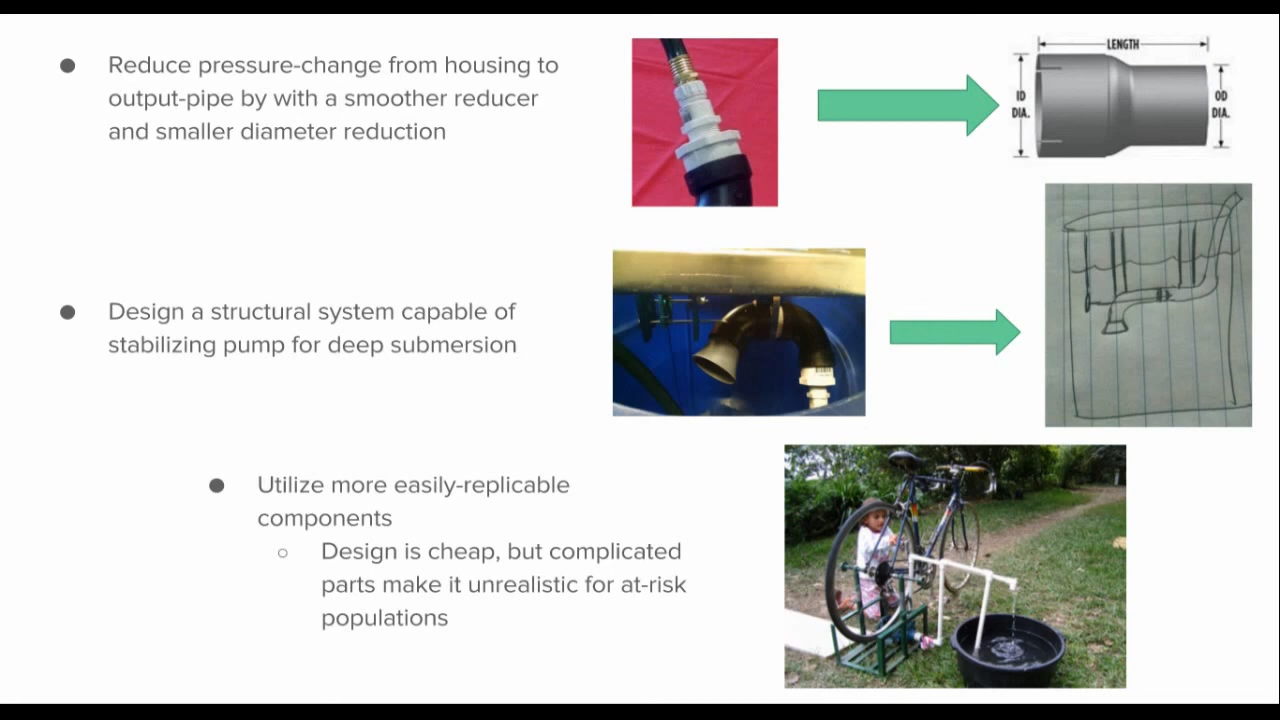 Reduce pressure-change from housing to
output-pipe by with a smoother reducer
and smaller diameter reduction
LENGTH
ID
DIA.
OD
DIA.
Design a structural system capable of
stabilizing pump for deep submersion
Utilize more easily-replicable
components
Design is cheap, but complicated
parts make it unrealistic for at-risk
populations